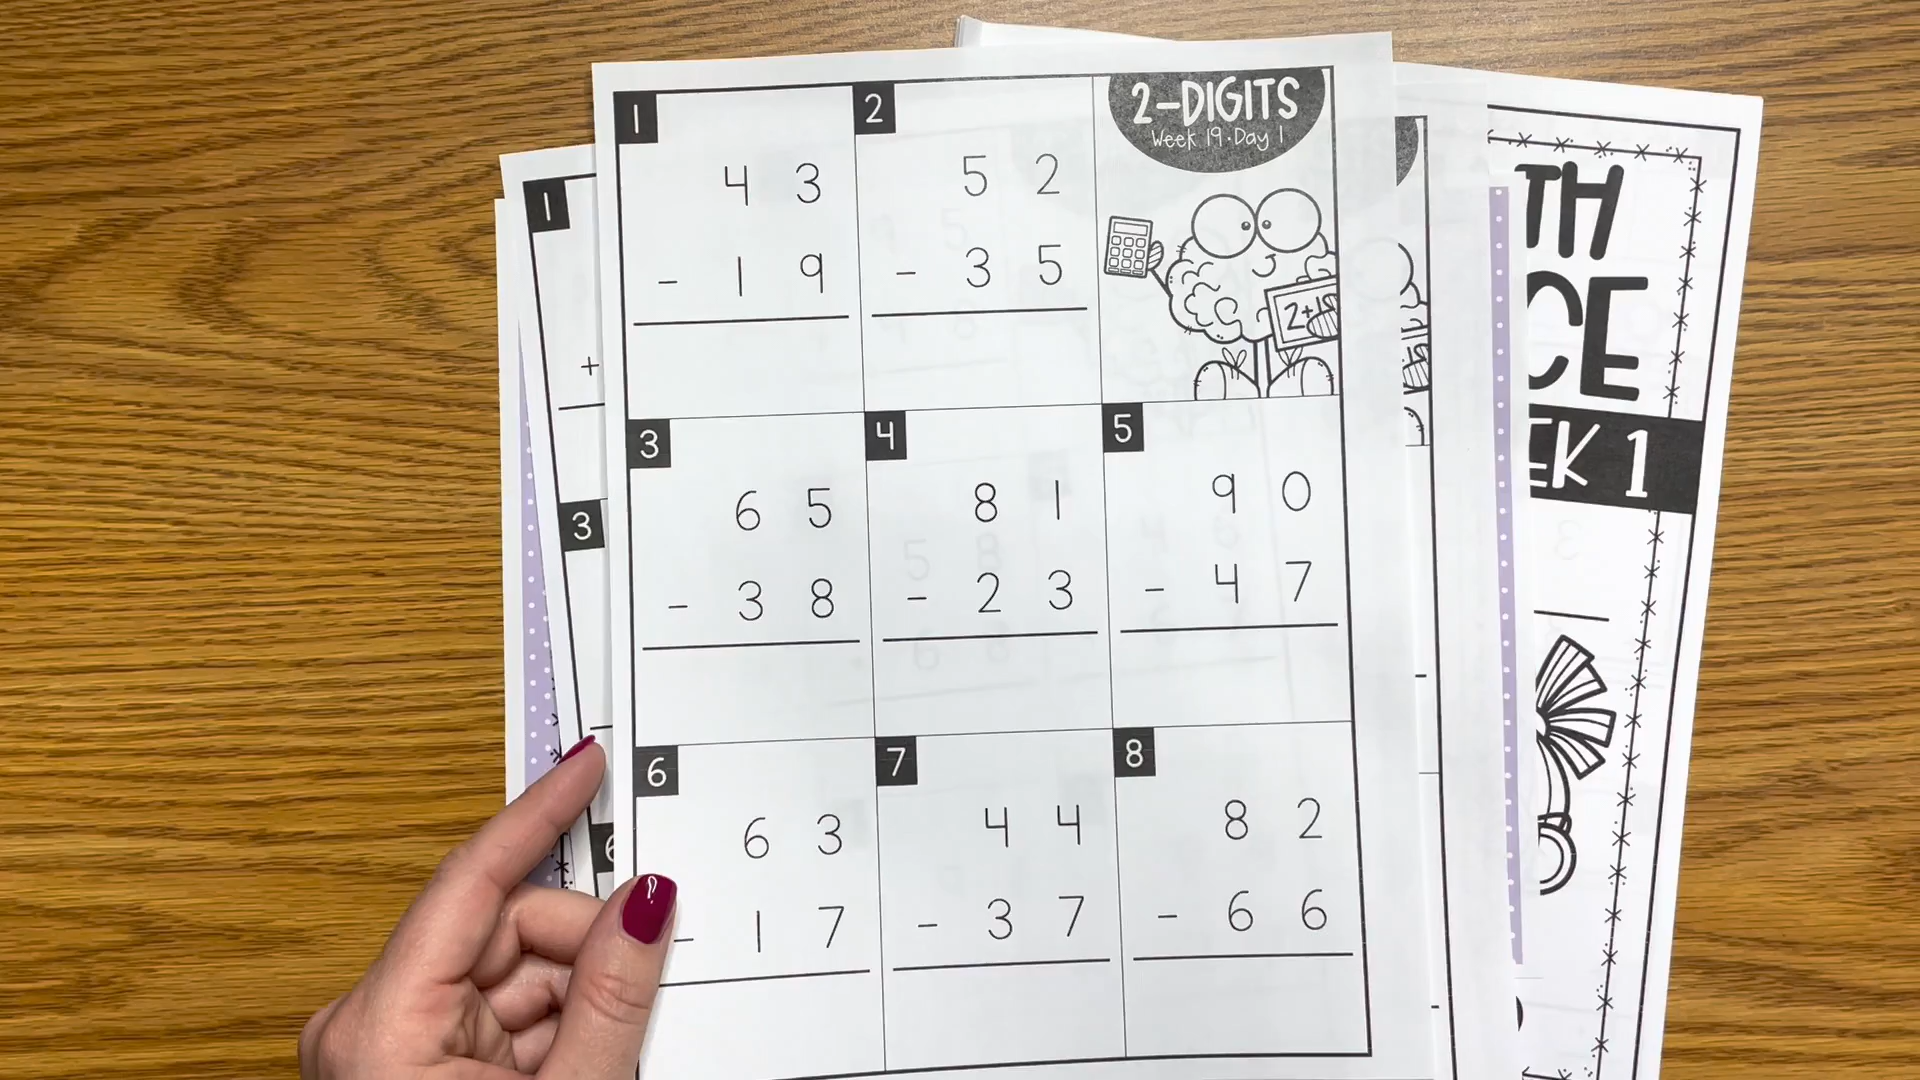 1
4 3
- 1 9
2
5 2
- 3 5
2-DIGITS
Week 19·Day 1
2+
3
6 5
- 3 8
4
8 1
- 2 3
5
9 0
- 4 7
6
6 3
- 1 7
7
4 4
- 3 7
8
8 2
- 6 6
1
+
3
6
TH
CE
EK 1